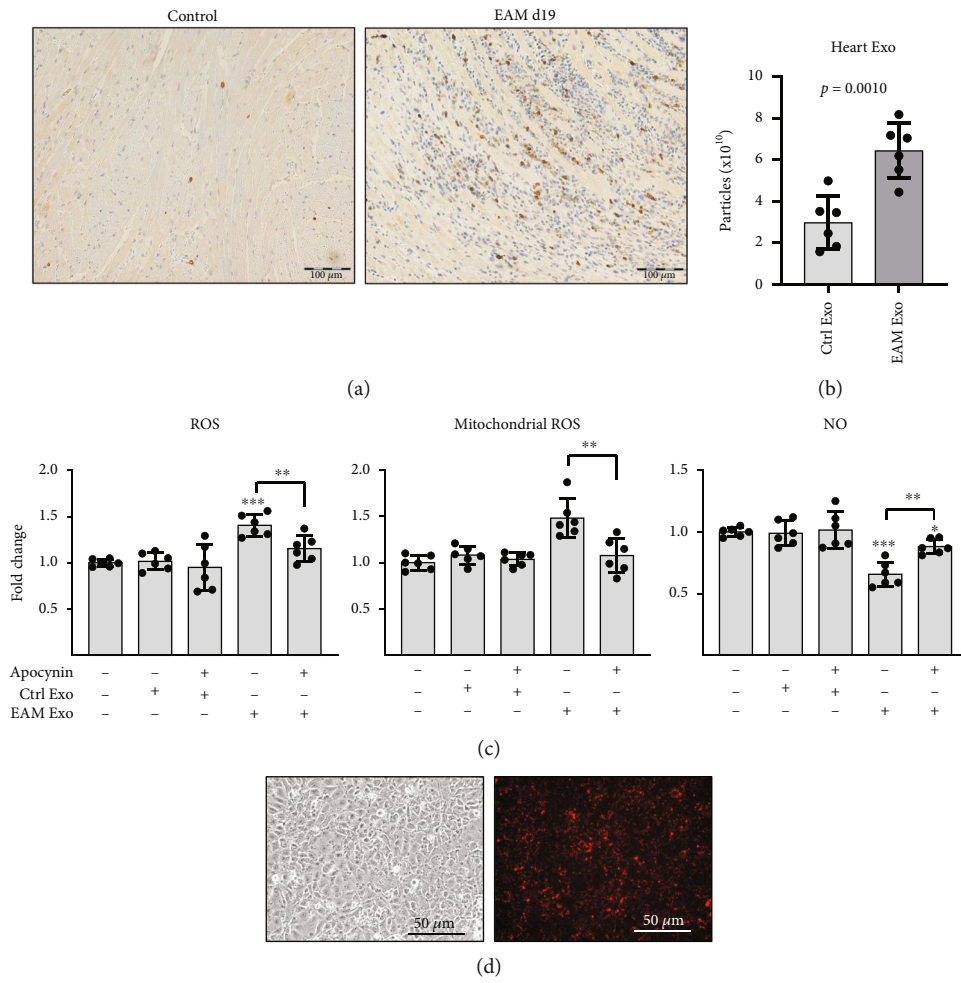 Control
EAM d19
100 μm
100 μm
(a)
Heart Exo
p = 0.0010
Particles (x10¹⁰)
10
8
6
4
2
0
Ctrl Exo
EAM Exo
(b)
ROS
Fold change
2.0
1.5
1.0
0.5
***
**
Mitochondrial ROS
2.0
1.5
1.0
0.5
**
NO
1.5
1.0
0.5
***
**
*
Apocynin – – + – + – – + – + – – + – +
Ctrl Exo – + + – – – + + – – – + + – –
EAM Exo – – – + + – – – + + – – – + +
(c)
50 μm
50 μm
(d)